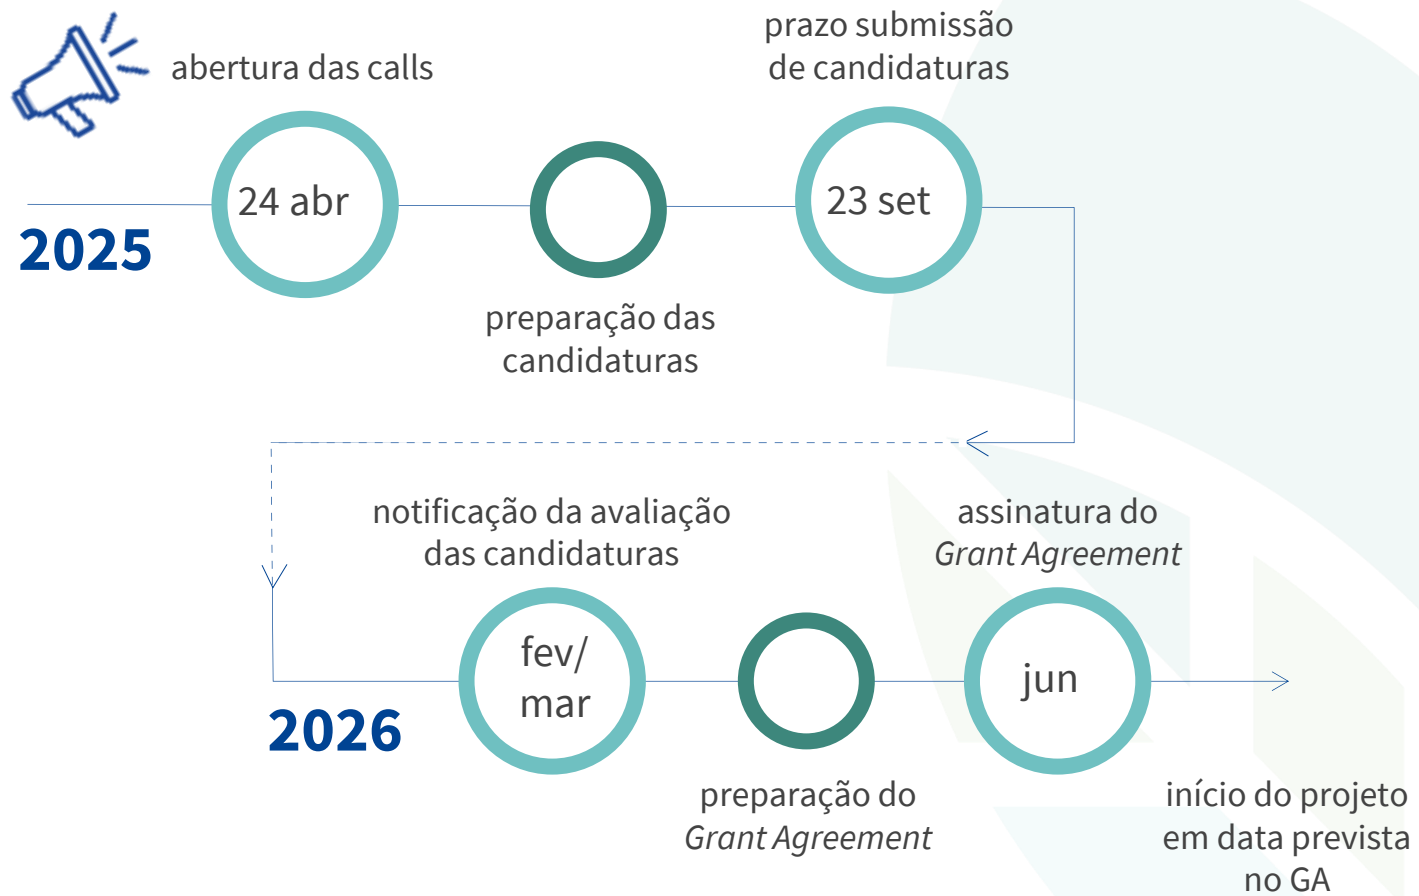 abertura das calls
prazo submissão
de candidaturas
24 abr
23 set
2025
preparação das
candidaturas
notificação da avaliação
das candidaturas
assinatura do
Grant Agreement
fev/
mar
jun
2026
preparação do
Grant Agreement
início do projeto
em data prevista
no GA